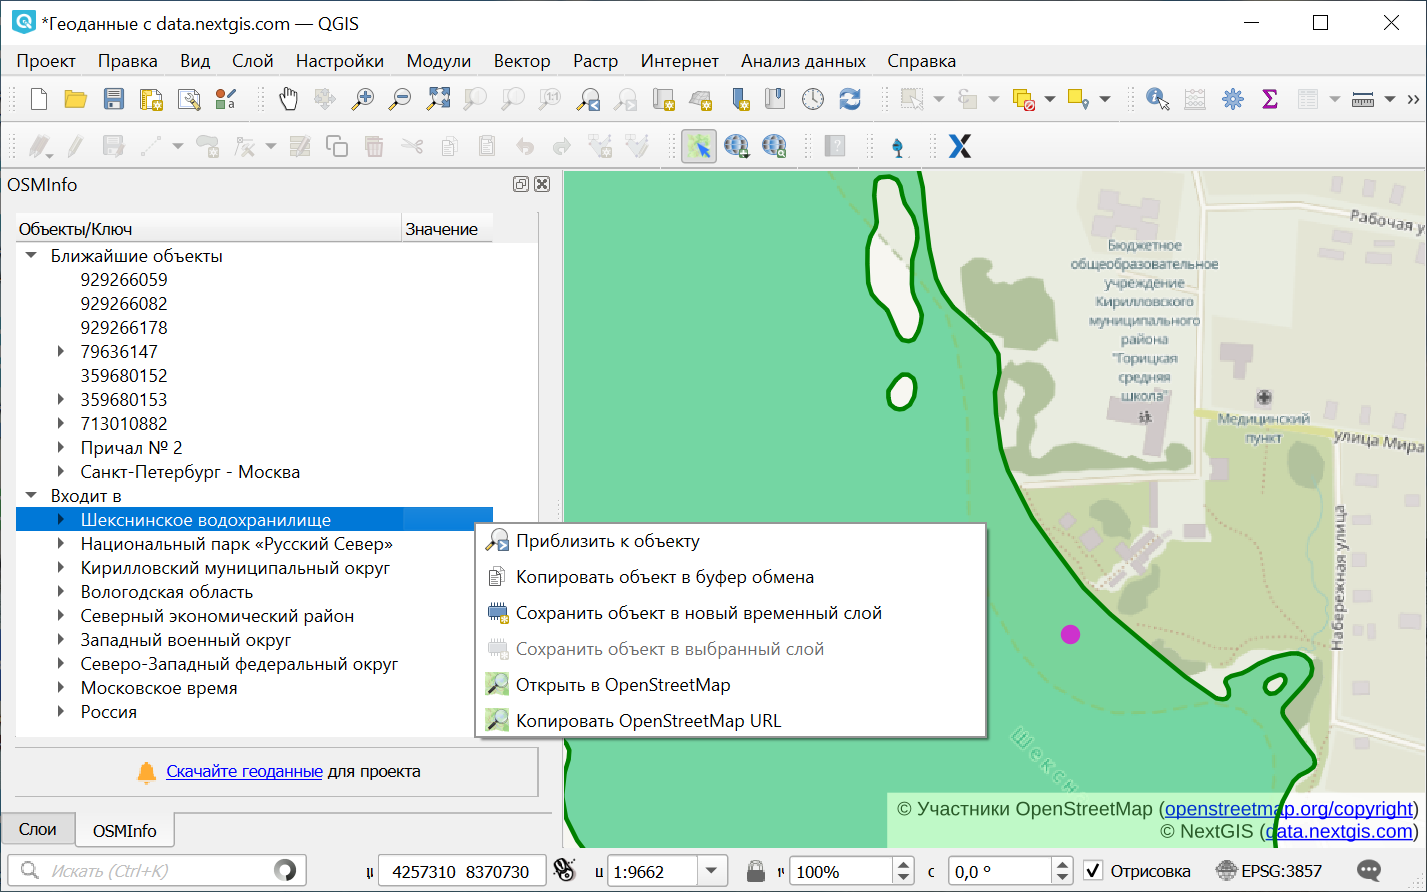 *Геоданные с data.nextgis.com — QGIS
Проект Правка Вид Слой Настройки Модули Вектор Растр Интернет Анализ данных Справка
OSMInfo
Объекты/Ключ Значение
Ближайшие объекты
929266059
929266082
929266178
79636147
359680152
359680153
713010882
Причал № 2
Санкт-Петербург - Москва
Входит в
Шекснинское водохранилище
Национальный парк «Русский Север»
Кирилловский муниципальный округ
Вологодская область
Северный экономический район
Западный военный округ
Северо-Западный федеральный округ
Московское время
Россия
Приблизить к объекту
Копировать объект в буфер обмена
Сохранить объект в новый временный слой
Сохранить объект в выбранный слой
Открыть в OpenStreetMap
Копировать OpenStreetMap URL
Рабочая у
Бюджетное
общеобразовательное
учреждение
Кирилловского
муниципального
района
"Горицкая
средняя
школа"
Медицинский
пункт
улица Мира
Набережная улица
Шексн
© Участники OpenStreetMap (openstreetmap.org/copyright)
© NextGIS (data.nextgis.com)
Скачайте геоданные для проекта
Слои OSMInfo
Искать (Ctrl+K) 4257310 8370730 1:9662 100% с 0,0 ° Отрисовка EPSG:3857